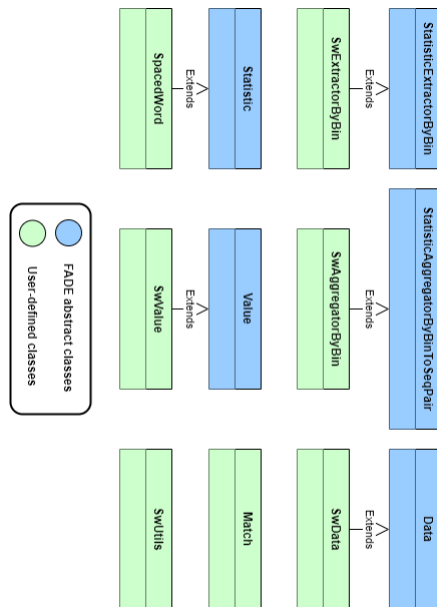 StatisticExtractorByBin
StatisticAggregatorByBinToSeqPair
Data
Extends
Extends
Extends
SwExtractorByBin
SwAggregatorByBin
SwData
Statistic
Value
Match
Extends
Extends
SpacedWord
SwValue
SwUtils
FADE abstract classes
User-defined classes